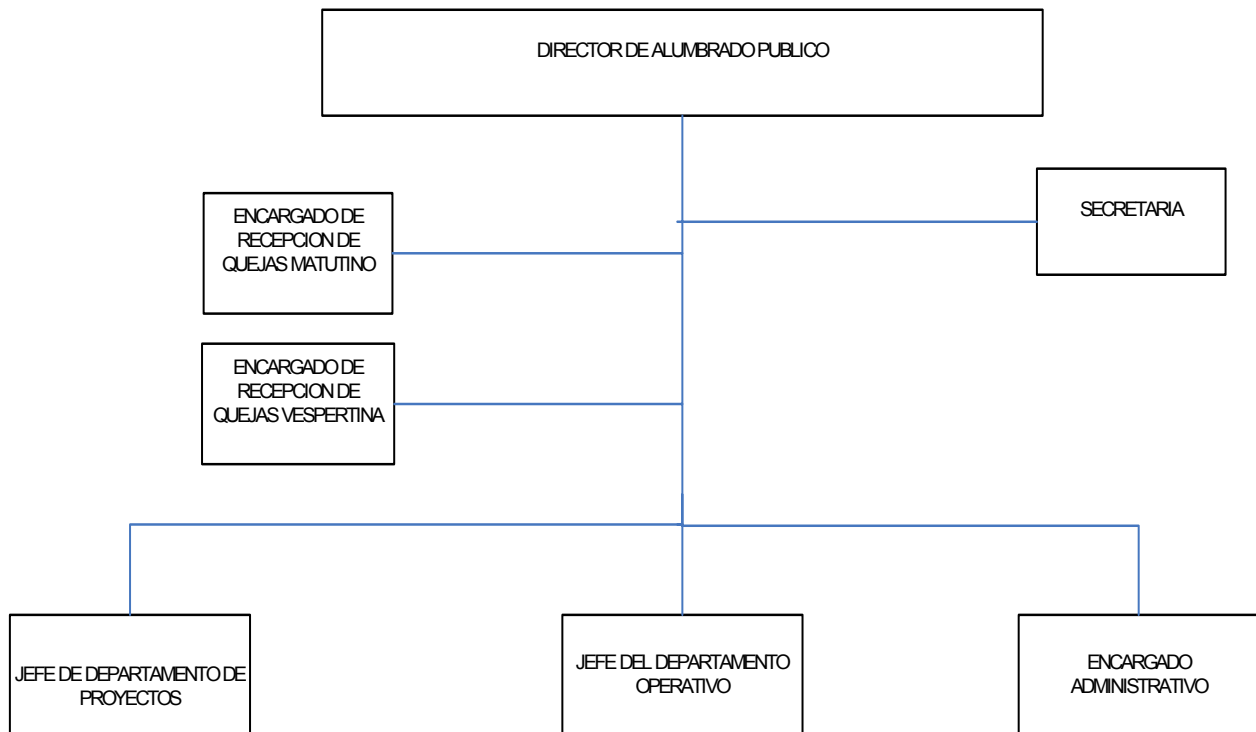 DIRECTOR DE ALUMBRADO PUBLICO
SECRETARIA
ENCARGADO DE
RECEPCION DE
QUEJAS MATUTINO
ENCARGADO DE
RECEPCION DE
QUEJAS VESPERTINA
JEFE DE DEPARTAMENTO DE
PROYECTOS
JEFE DEL DEPARTAMENTO
OPERATIVO
ENCARGADO
ADMINISTRATIVO